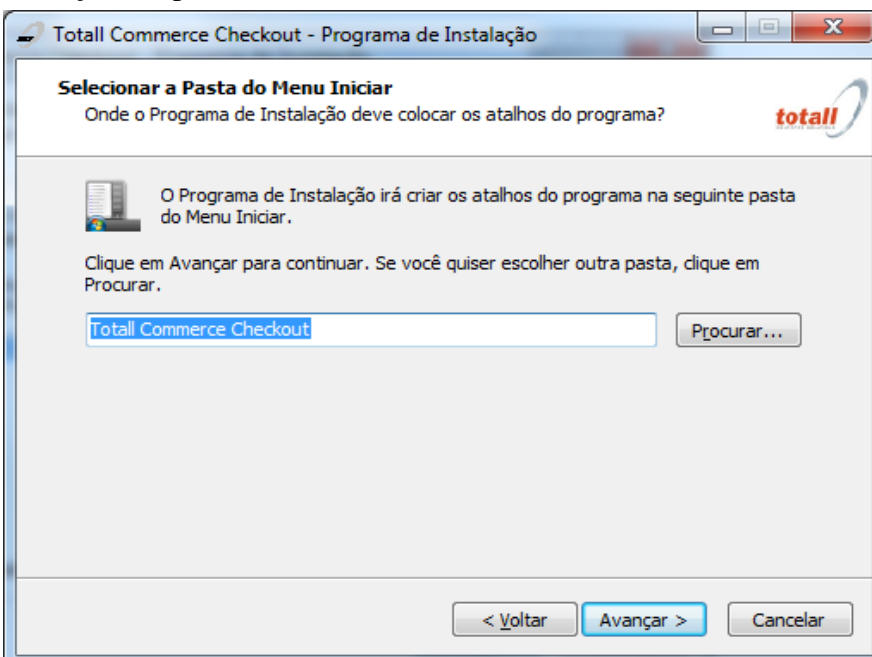 Totall Commerce Checkout - Programa de Instalação
Selecionar a Pasta do Menu Iniciar
Onde o Programa de Instalação deve colocar os atalhos do programa?
totall
O Programa de Instalação irá criar os atalhos do programa na seguinte pasta
do Menu Iniciar.
Clique em Avançar para continuar. Se você quiser escolher outra pasta, clique em
Procurar.
Totall Commerce Checkout
Procurar...
< Voltar
Avançar >
Cancelar